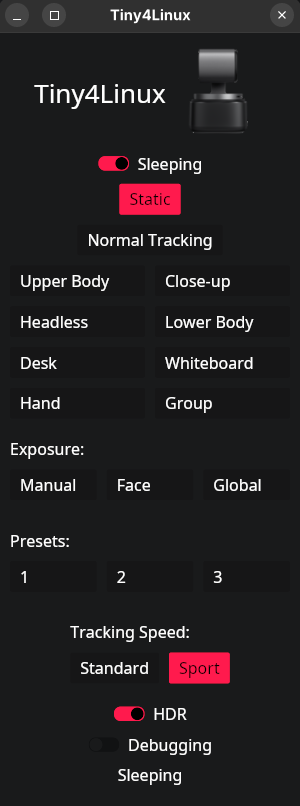 Tiny4Linux
Tiny4Linux
Sleeping
Static
Normal Tracking
Upper Body Close-up
Headless Lower Body
Desk Whiteboard
Hand Group
Exposure:
Manual Face Global
Presets:
1 2 3
Tracking Speed:
Standard Sport
HDR
Debugging
Sleeping